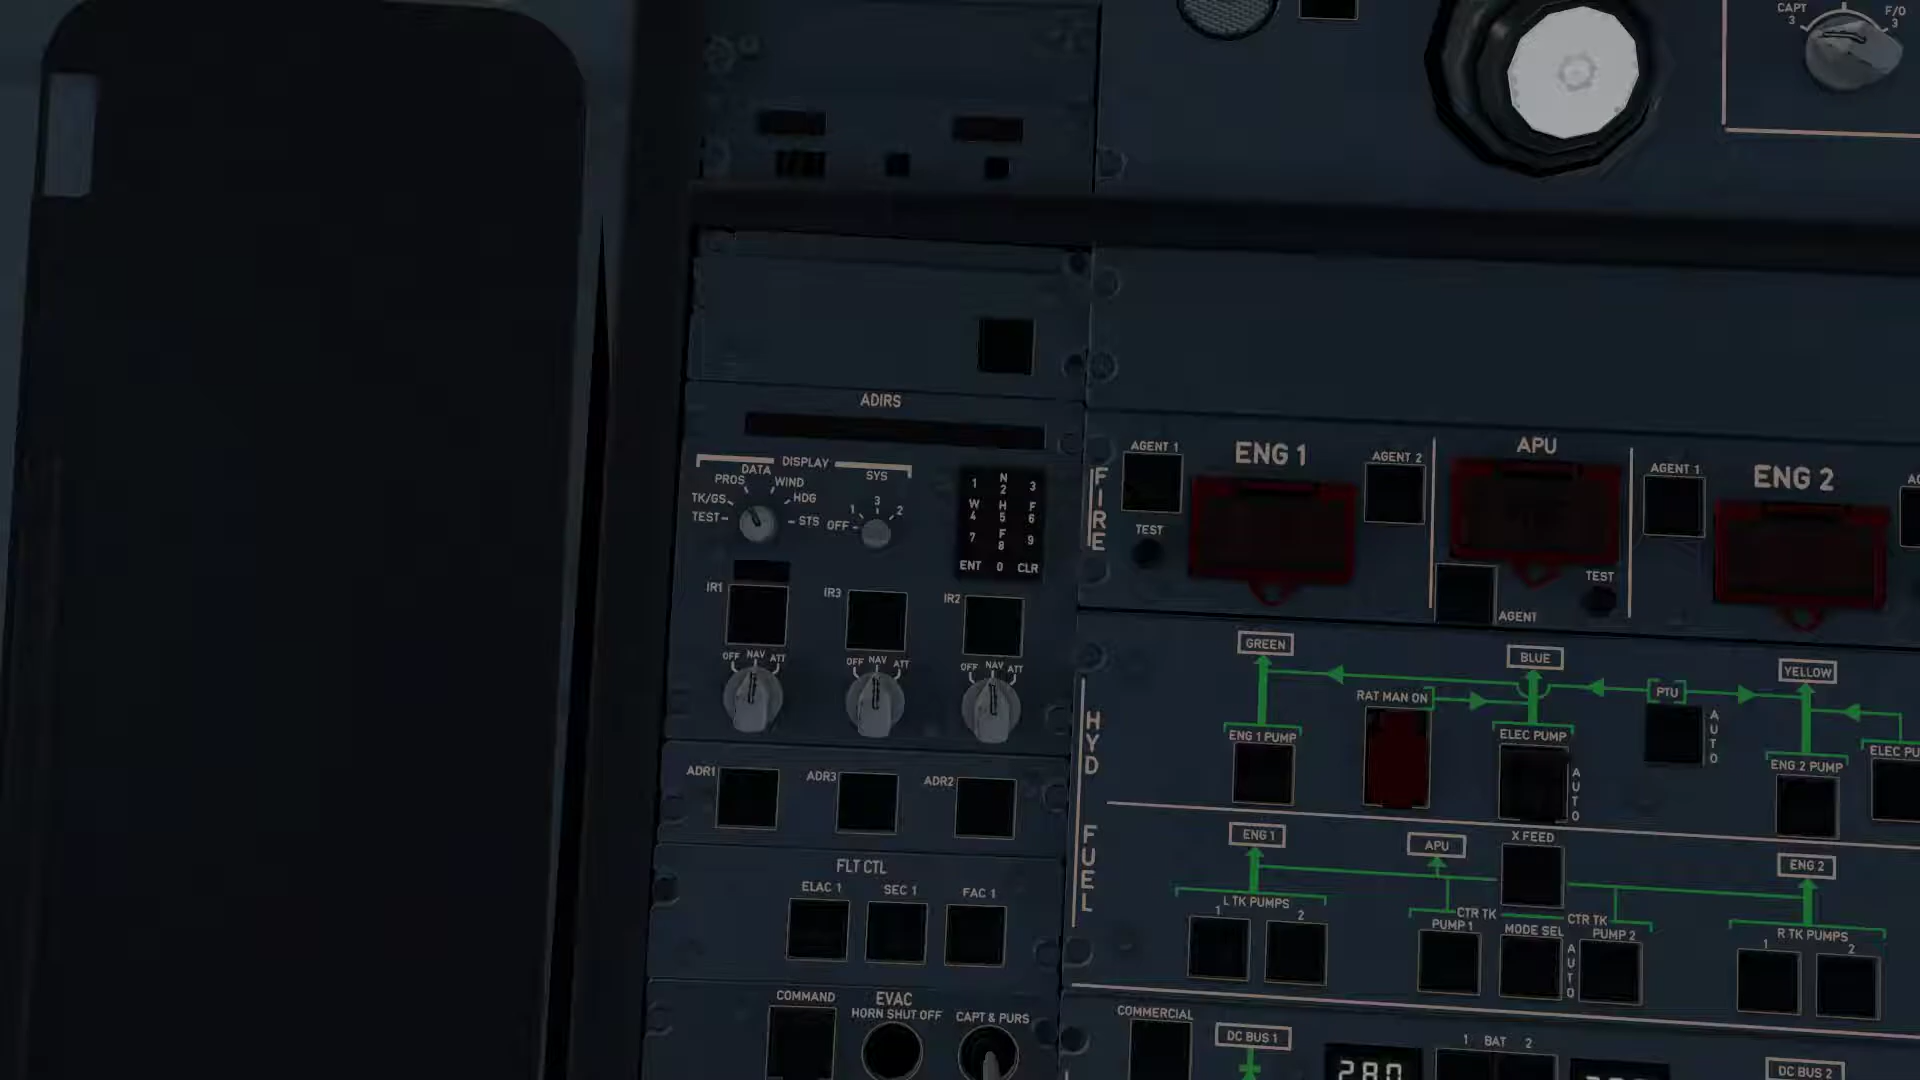 CAPT
3
F/O
3
ADIRS
DISPLAY
DATA
SYS
PROS
WIND
TK/GS
HDG
TEST
STS
OFF
1
3
2
1 N 2 3
W 4 H 5 F 6
7 F 8 9
ENT 0 CLR
IR1
IR3
IR2
OFF NAV ATT
OFF NAV ATT
OFF NAV ATT
ADR1
ADR3
ADR2
FLT CTL
ELAC 1
SEC 1
FAC 1
EVAC
COMMAND
HORN SHUT OFF
CAPT & PURS
FIRE
AGENT 1
ENG 1
AGENT 2
TEST
APU
AGENT
TEST
AGENT 1
ENG 2
HYD
GREEN
BLUE
YELLOW
PTU
RAT MAN ON
ENG 1 PUMP
ELEC PUMP
AUTO
AUTO
ENG 2 PUMP
ELEC PU
FUEL
ENG 1
APU
X FEED
ENG 2
L TK PUMPS
1
2
CTR TK
PUMP 1
MODE SEL
AUTO
CTR TK
PUMP 2
R TK PUMPS
1
2
COMMERCIAL
DC BUS 1
1 BAT 2
DC BUS 2